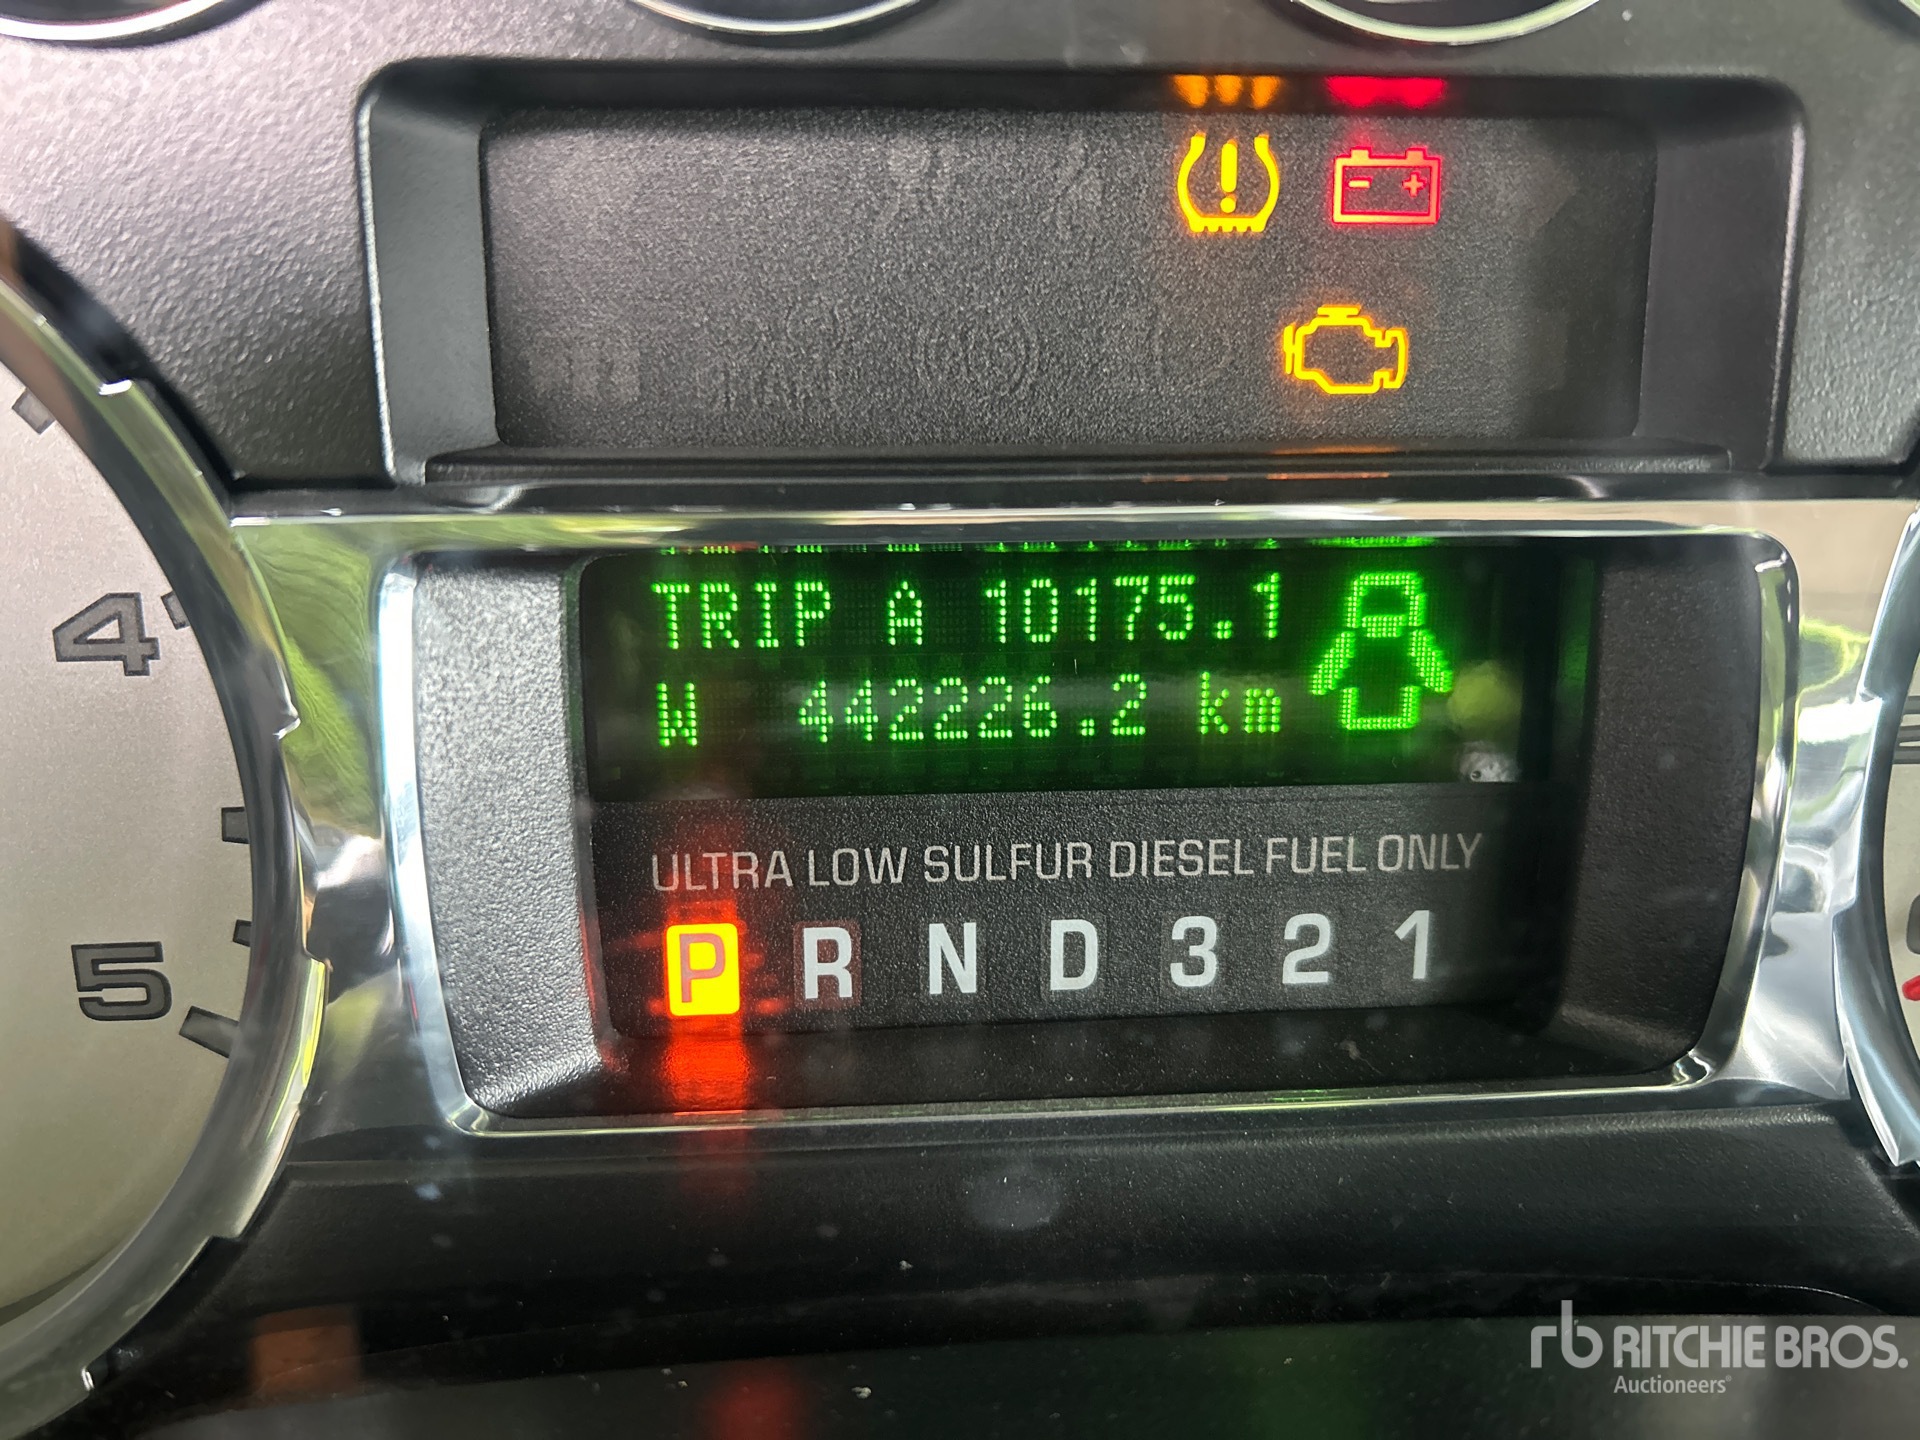 4
5
TRIP A 10175.1
W 442226.2 km
ULTRA LOW SULFUR DIESEL FUEL ONLY
P R N D 3 2 1
rb RITCHIE BROS.
Auctioneers